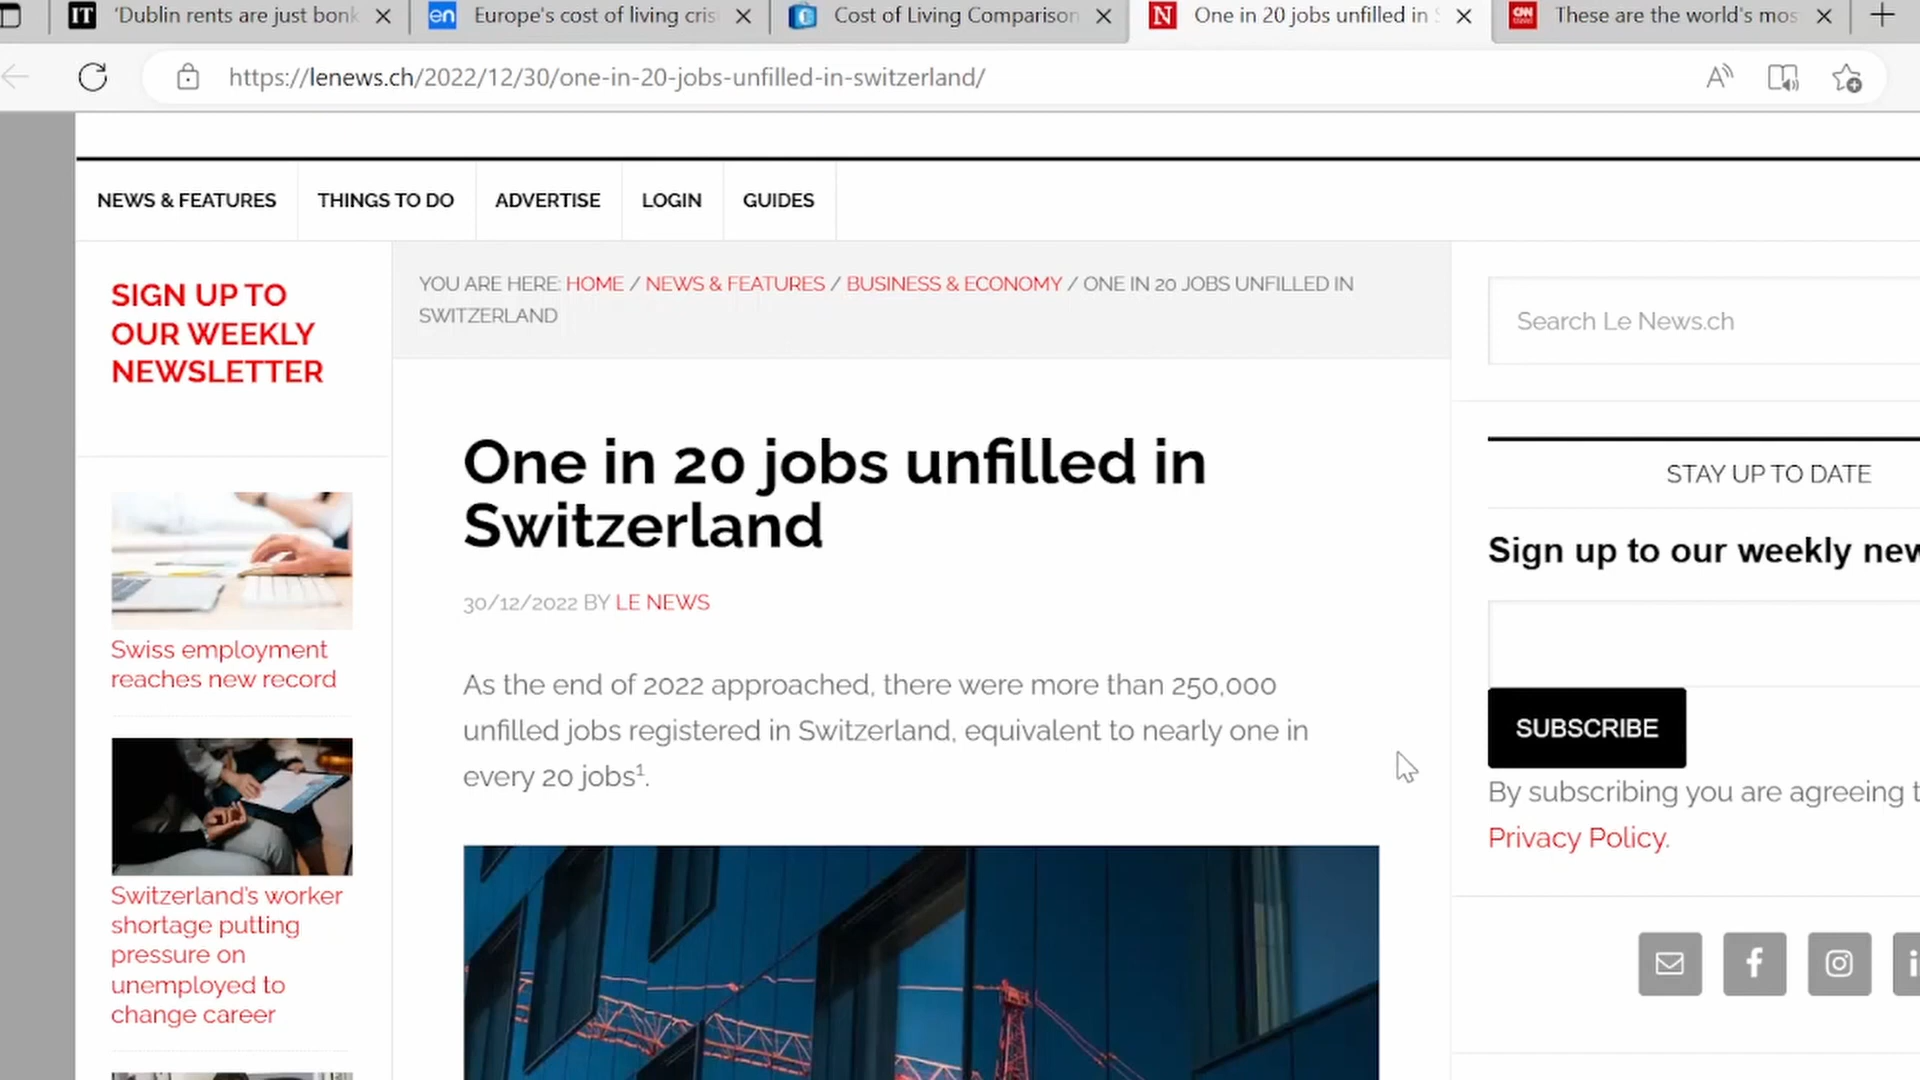 IT 'Dublin rents are just bonk
en Europe's cost of living cris
Cost of Living Comparison
N One in 20 jobs unfilled in S
CNN These are the world's mos
https://lenews.ch/2022/12/30/one-in-20-jobs-unfilled-in-switzerland/
NEWS & FEATURES THINGS TO DO ADVERTISE LOGIN GUIDES
SIGN UP TO
OUR WEEKLY
NEWSLETTER
Swiss employment
reaches new record
Switzerland's worker
shortage putting
pressure on
unemployed to
change career
YOU ARE HERE: HOME / NEWS & FEATURES / BUSINESS & ECONOMY / ONE IN 20 JOBS UNFILLED IN
SWITZERLAND
One in 20 jobs unfilled in
Switzerland
30/12/2022 BY LE NEWS
As the end of 2022 approached, there were more than 250,000
unfilled jobs registered in Switzerland, equivalent to nearly one in
every 20 jobs¹.
Search Le News.ch
STAY UP TO DATE
Sign up to our weekly new
SUBSCRIBE
By subscribing you are agreeing t
Privacy Policy.